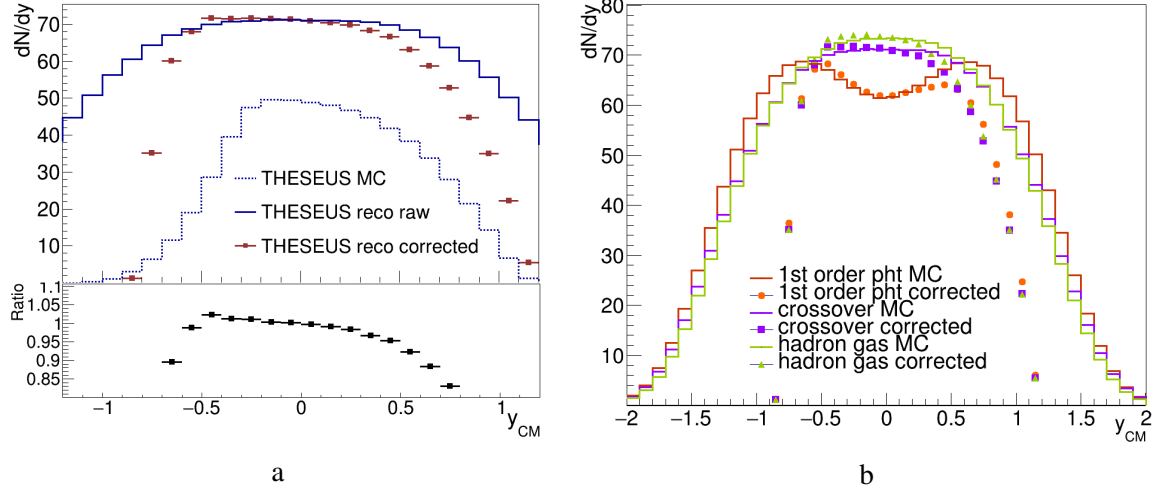 dN/dy
70
60
50
40
30
20
10
THESEUS MC
THESEUS reco raw
THESEUS reco corrected
Ratio
1.1
1.05
1
0.95
0.9
0.85
−1
−0.5
0
0.5
1
yCM
a
dN/dy
80
70
60
50
40
30
20
10
1st order pht MC
1st order pht corrected
crossover MC
crossover corrected
hadron gas MC
hadron gas corrected
−2
−1.5
−1
−0.5
0
0.5
1
1.5
2
yCM
b